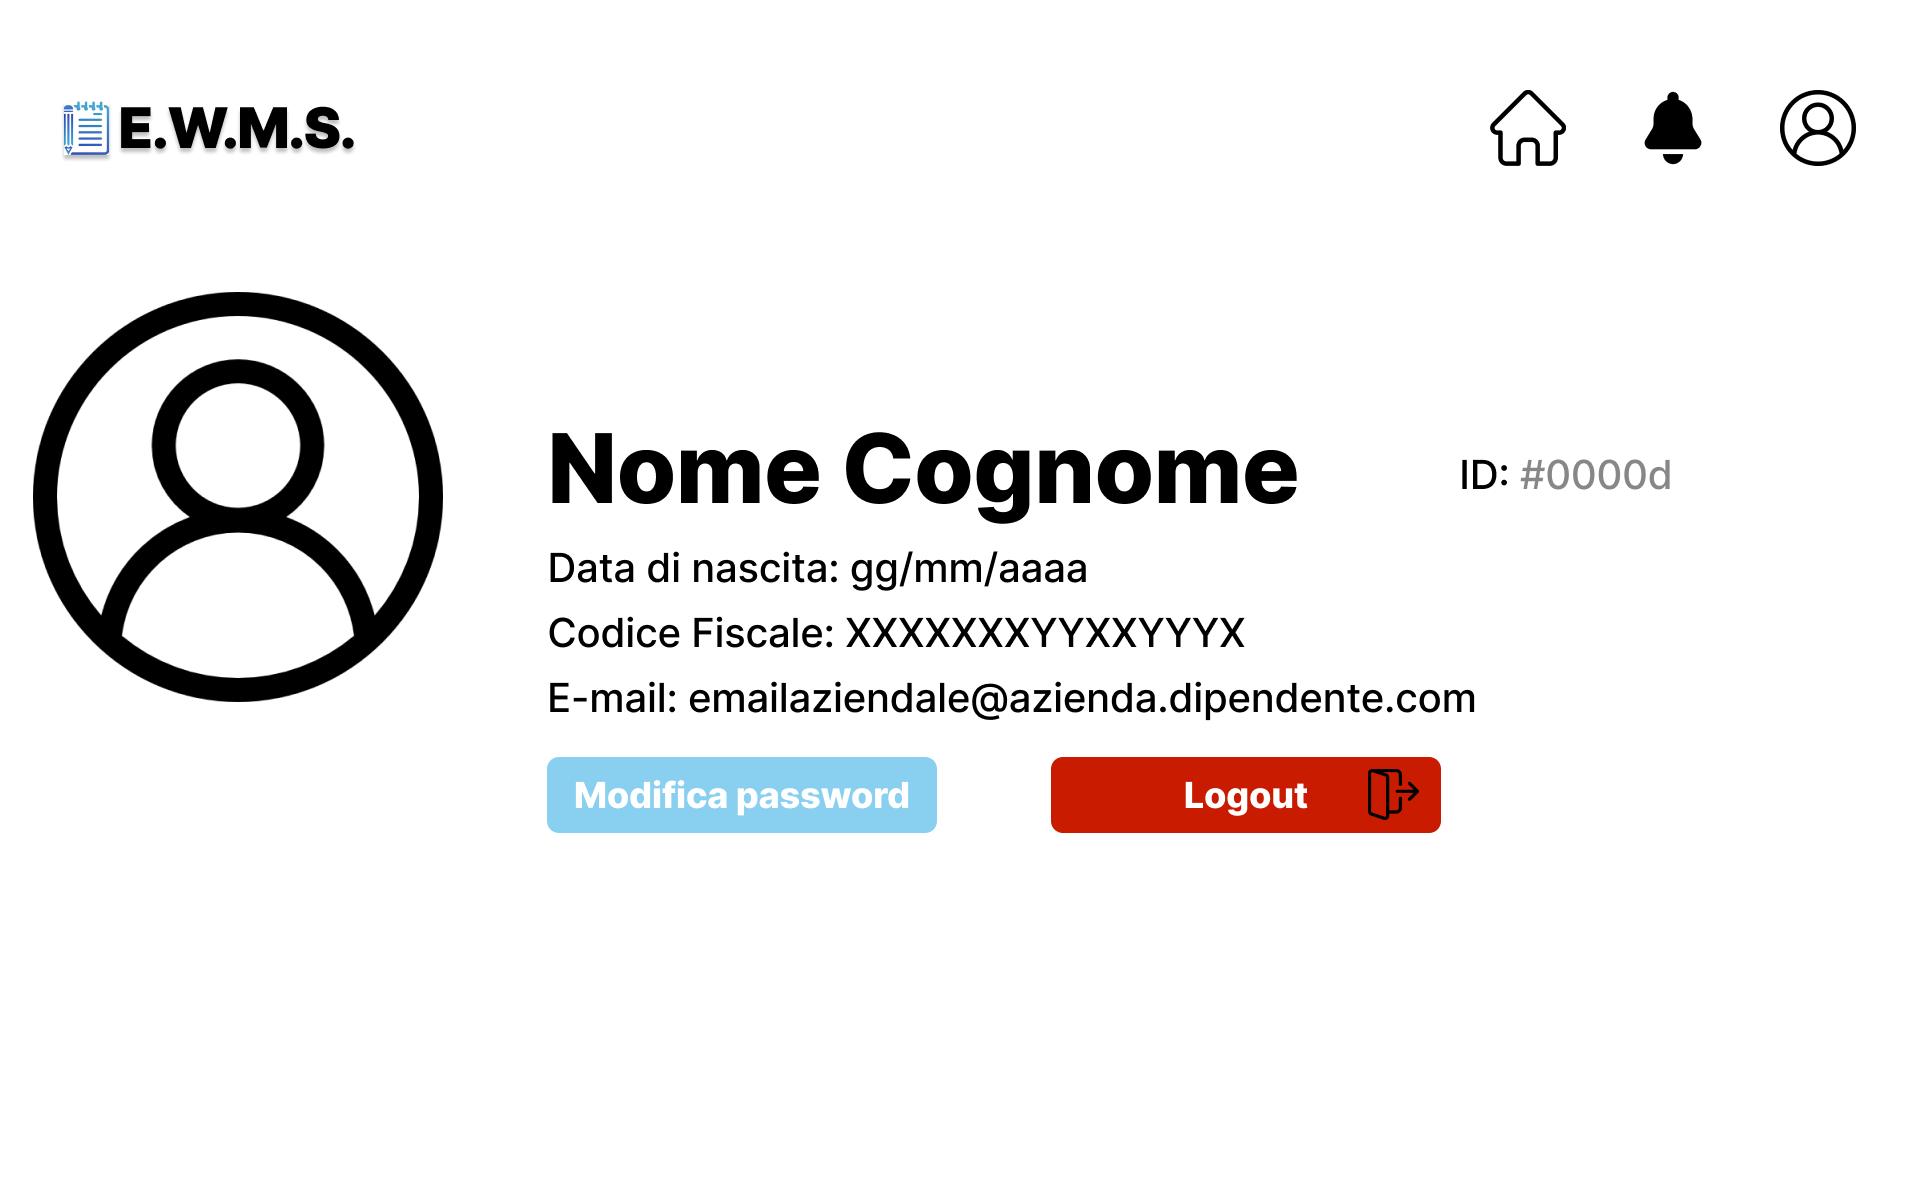 E.W.M.S.
Nome Cognome
ID: #0000d
Data di nascita: gg/mm/aaaa
Codice Fiscale: XXXXXXXYYXXYYYX
E-mail: emailaziendale@azienda.dipendente.com
Modifica password
Logout